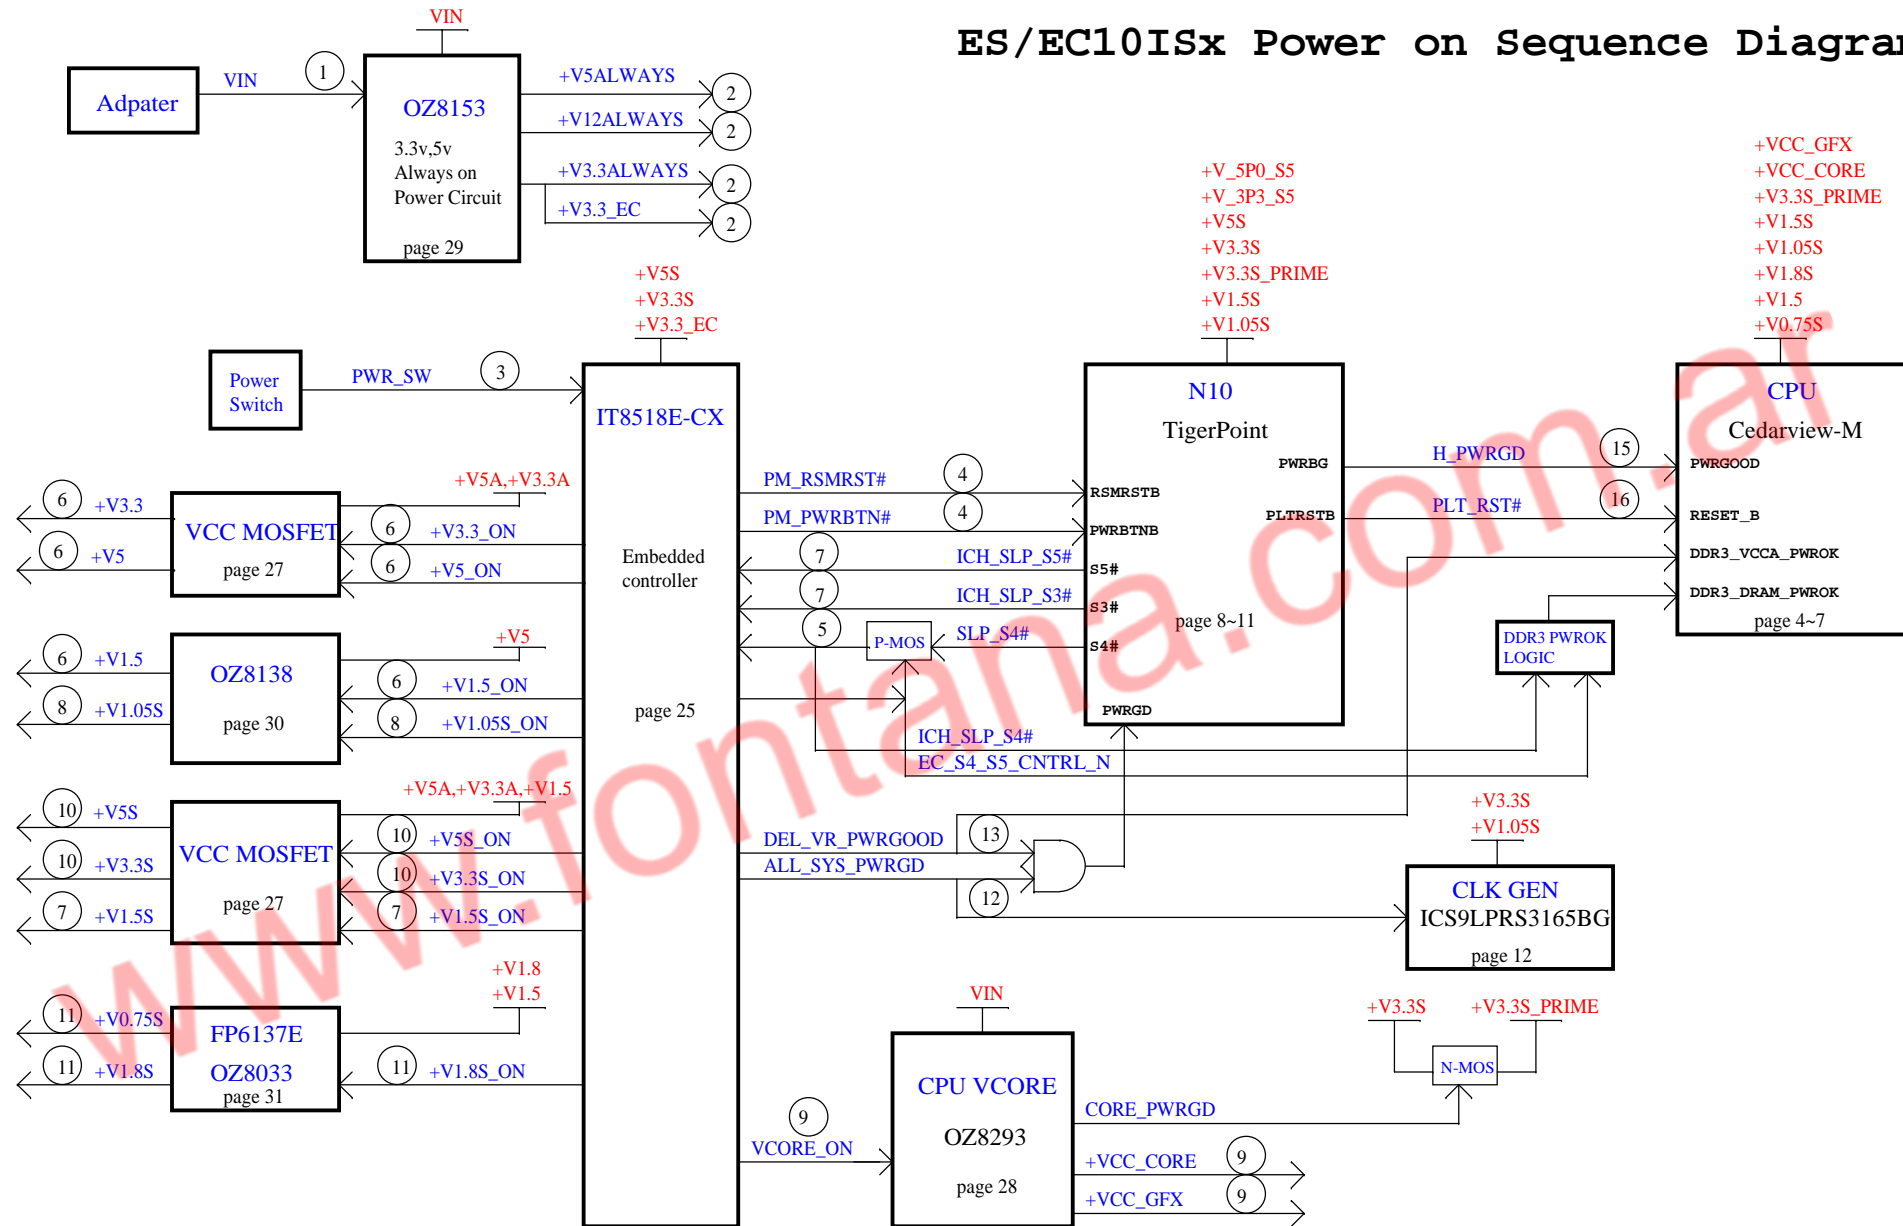 ES/EC10ISx Power on Sequence Diagram
VIN
Adpater
VIN
1
OZ8153
3.3v,5v
Always on
Power Circuit
page 29
+V5ALWAYS
2
+V12ALWAYS
2
+V3.3ALWAYS
2
+V3.3_EC
2
+V5S
+V3.3S
+V3.3_EC
Power
Switch
PWR_SW
3
IT8518E-CX
Embedded
controller
page 25
+V_5P0_S5
+V_3P3_S5
+V5S
+V3.3S
+V3.3S_PRIME
+V1.5S
+V1.05S
N10
TigerPoint
PWRBG
RSMRSTB
PLTRSTB
PWRBTNB
S5#
S3#
page 8~11
S4#
PWRGD
+VCC_GFX
+VCC_CORE
+V3.3S_PRIME
+V1.5S
+V1.05S
+V1.8S
+V1.5
+V0.75S
CPU
Cedarview-M
PWRGOOD
RESET_B
DDR3_VCCA_PWROK
DDR3_DRAM_PWROK
page 4~7
H_PWRGD
15
PLT_RST#
16
PM_RSMRST#
4
PM_PWRBTN#
4
7
ICH_SLP_S5#
7
ICH_SLP_S3#
5
P-MOS
SLP_S4#
DDR3 PWROK
LOGIC
ICH_SLP_S4#
EC_S4_S5_CNTRL_N
6
+V3.3
6
+V5
VCC MOSFET
page 27
+V5A,+V3.3A
6
+V3.3_ON
6
+V5_ON
6
+V1.5
8
+V1.05S
OZ8138
page 30
+V5
6
+V1.5_ON
8
+V1.05S_ON
10
+V5S
10
+V3.3S
7
+V1.5S
VCC MOSFET
page 27
+V5A,+V3.3A,+V1.5
10
+V5S_ON
10
+V3.3S_ON
7
+V1.5S_ON
DEL_VR_PWRGOOD
13
ALL_SYS_PWRGD
12
+V3.3S
+V1.05S
CLK GEN
ICS9LPRS3165BG
page 12
11
+V0.75S
11
+V1.8S
FP6137E
OZ8033
page 31
+V1.8
+V1.5
11
+V1.8S_ON
9
VCORE_ON
VIN
CPU VCORE
OZ8293
page 28
CORE_PWRGD
+VCC_CORE
9
+VCC_GFX
9
+V3.3S
+V3.3S_PRIME
N-MOS
www.fontana.com.ar